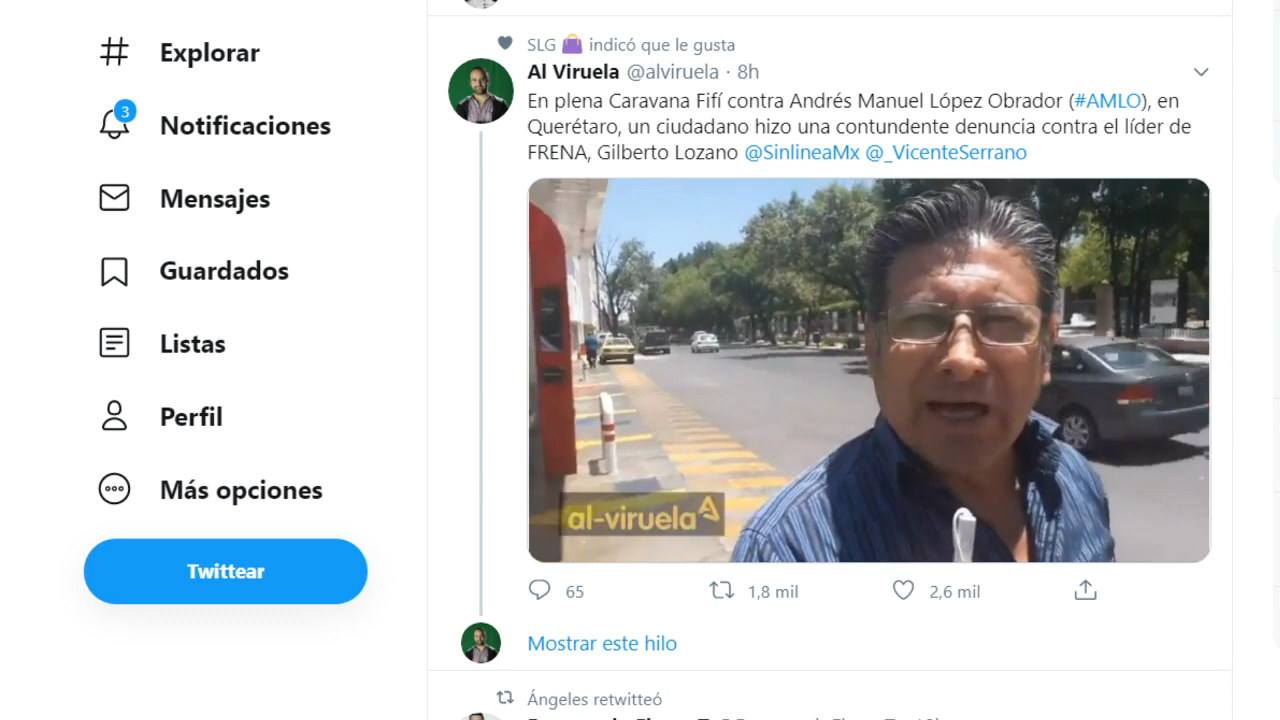 Explorar
3
Notificaciones
Mensajes
Guardados
Listas
Perfil
Más opciones
Twittear
SLG 👜 indicó que le gusta
Al Viruela @alviruela · 8h
En plena Caravana Fifí contra Andrés Manuel López Obrador (#AMLO), en
Querétaro, un ciudadano hizo una contundente denuncia contra el líder de
FRENA, Gilberto Lozano @SinlineaMx @_VicenteSerrano
al-viruela
65
1,8 mil
2,6 mil
Mostrar este hilo
Ángeles retwitteó